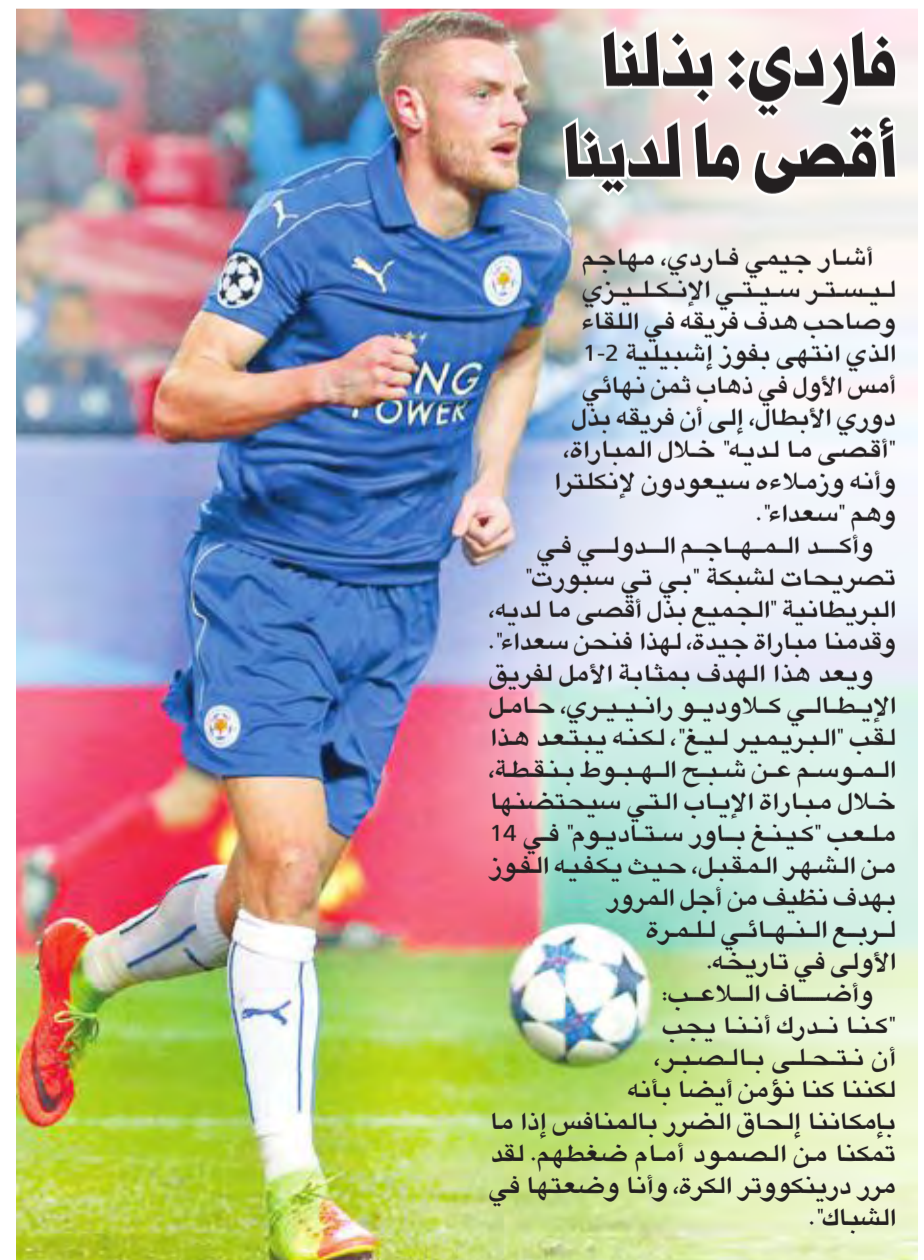 فاردي: بذلنا
أقصى ما لدينا
أشار جيمي فاردي، مهاجم
ليستر سيتي الإنكليزي
وصاحب هدف فريقه في اللقاء
الذي انتهى بفوز إشبيلية 2-1
أمس الأول في ذهاب ثمن نهائي
دوري الأبطال، إلى أن فريقه بذل
"أقصى ما لديه" خلال المباراة،
وأنه وزملاءه سيعودون لإنكلترا
وهم "سعداء".
وأكد المهاجم الدولي في
تصريحات لشبكة "بي تي سبورت"
البريطانية "الجميع بذل أقصى ما لديه،
وقدمنا مباراة جيدة، لهذا فنحن سعداء".
ويعد هذا الهدف بمثابة الأمل لفريق
الإيطالي كلاوديو رانييري، حامل
لقب "البريمير ليغ"، لكنه يبتعد هذا
الموسم عن شبح الهبوط بنقطة،
خلال مباراة الإياب التي سيحتضنها
ملعب "كينغ باور ستاديوم" في 14
من الشهر المقبل، حيث يكفيه الفوز
بهدف نظيف من أجل المرور
لربع النهائي للمرة
الأولى في تاريخه.
وأضاف اللاعب:
"كنا ندرك أننا يجب
أن نتحلى بالصبر،
لكننا كنا نؤمن أيضا بأنه
بإمكاننا إلحاق الضرر بالمنافس إذا ما
تمكنا من الصمود أمام ضغطهم. لقد
مرر درينكووتر الكرة، وأنا وضعتها في
الشباك".
NG
POWER